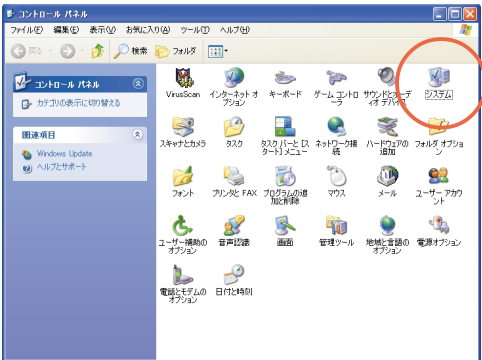 コントロール パネル
ファイル(F) 編集(E) 表示(V) お気に入り(A) ツール(T) ヘルプ(H)
戻る 検索 フォルダ
コントロール パネル
カテゴリの表示に切り替える
関連項目
Windows Update
ヘルプとサポート
VirusScan
インターネット オプション
キーボード
ゲーム コントローラ
サウンドとオーディオ デバイス
システム
スキャナとカメラ
タスク
タスク バーと [スタート] メニュー
ネットワーク接続
ハードウェアの追加
フォルダ オプション
フォント
プリンタと FAX
プログラムの追加と削除
マウス
メール
ユーザー アカウント
ユーザー補助のオプション
音声認識
画面
管理ツール
地域と言語のオプション
電源オプション
電話とモデムのオプション
日付と時刻